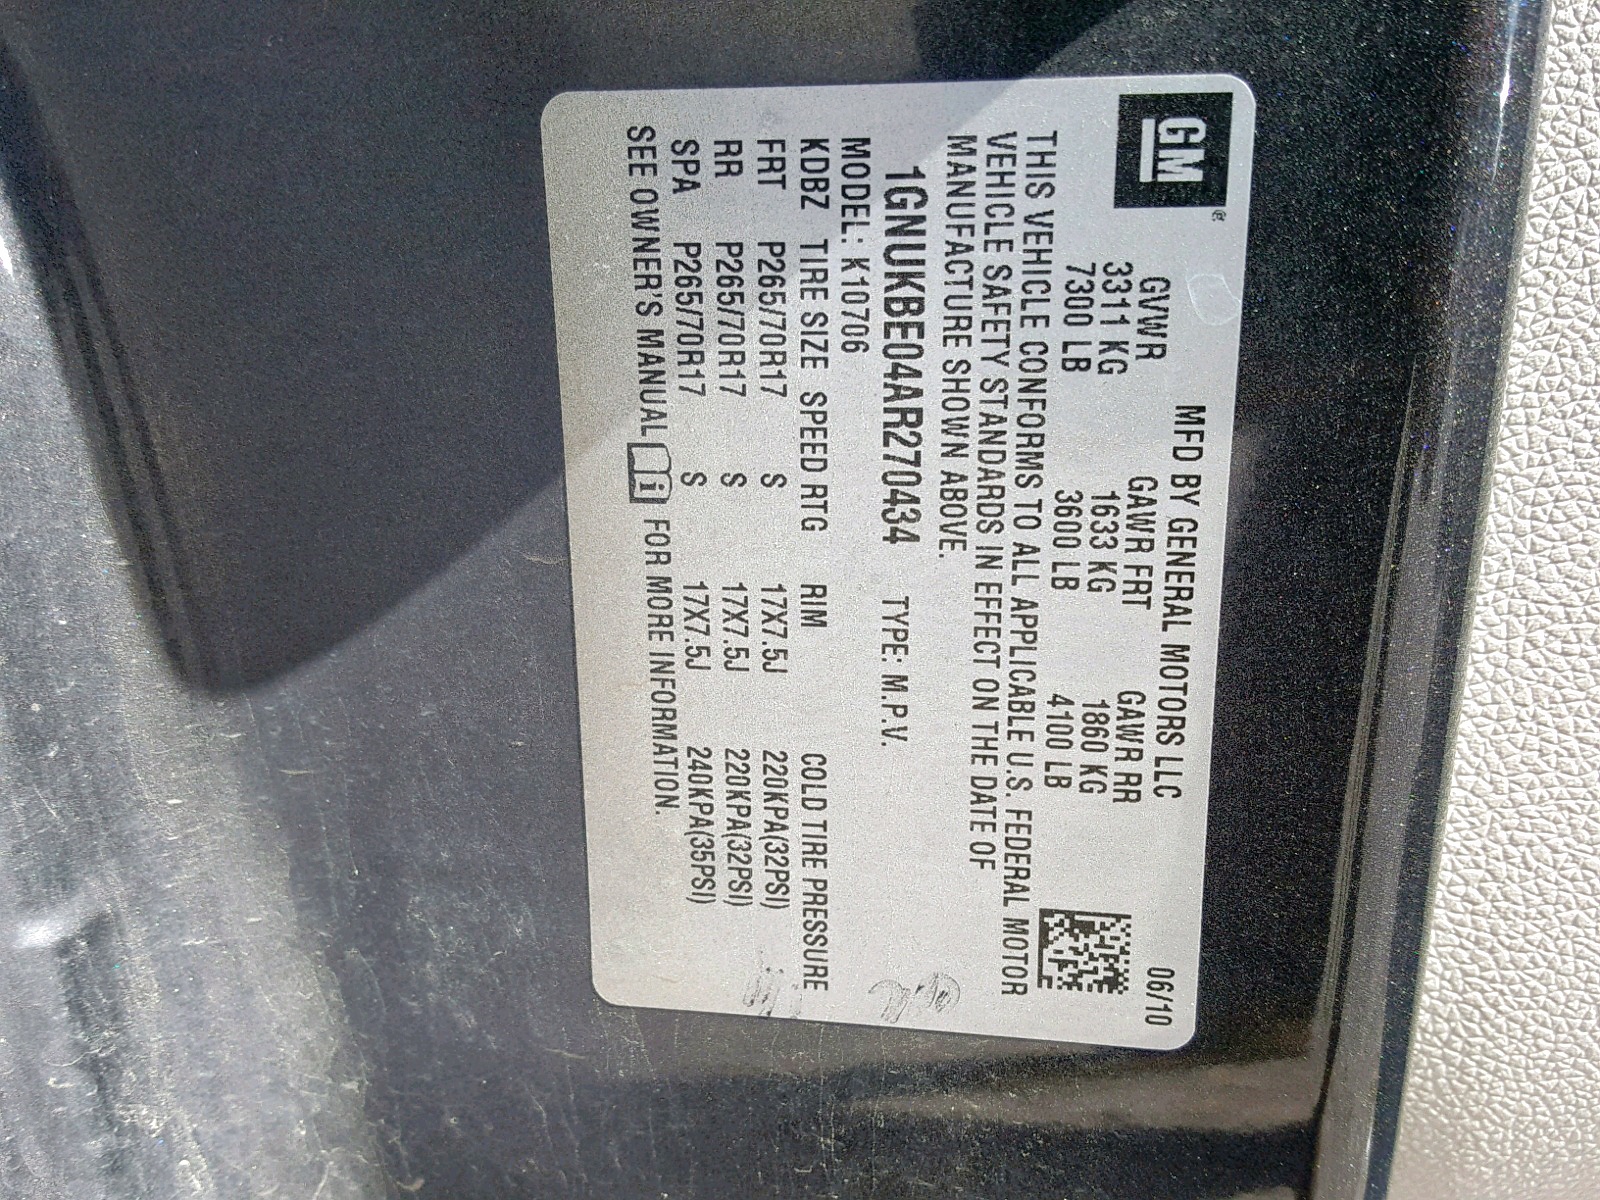 GM®
MFD BY GENERAL MOTORS LLC 06/10
GVWR GAWR FRT GAWR RR
3311 KG 1633 KG 1860 KG
7300 LB 3600 LB 4100 LB
THIS VEHICLE CONFORMS TO ALL APPLICABLE U.S. FEDERAL MOTOR
VEHICLE SAFETY STANDARDS IN EFFECT ON THE DATE OF
MANUFACTURE SHOWN ABOVE.
1GNUKBE04AR270434 TYPE: M.P.V.
MODEL: K10706
KDBZ TIRE SIZE SPEED RTG RIM COLD TIRE PRESSURE
FRT P265/70R17 S 17X7.5J 220KPA(32PSI)
RR P265/70R17 S 17X7.5J 220KPA(32PSI)
SPA P265/70R17 S 17X7.5J 240KPA(35PSI)
SEE OWNER'S MANUAL i FOR MORE INFORMATION.